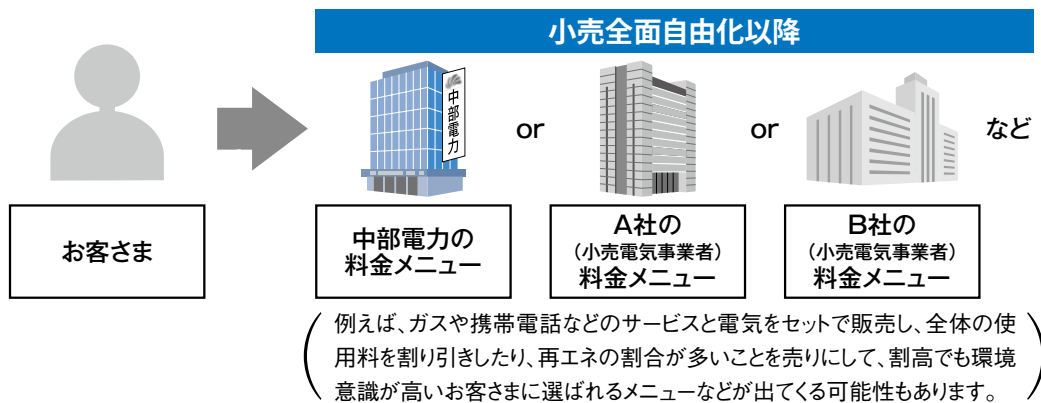 小売全面自由化以降
中部電力
or
or
など
お客さま
中部電力の
料金メニュー
A社の
（小売電気事業者）
料金メニュー
B社の
（小売電気事業者）
料金メニュー
例えば、ガスや携帯電話などのサービスと電気をセットで販売し、全体の使
用料を割り引きしたり、再エネの割合が多いことを売りにして、割高でも環境
意識が高いお客さまに選ばれるメニューなどが出てくる可能性もあります。